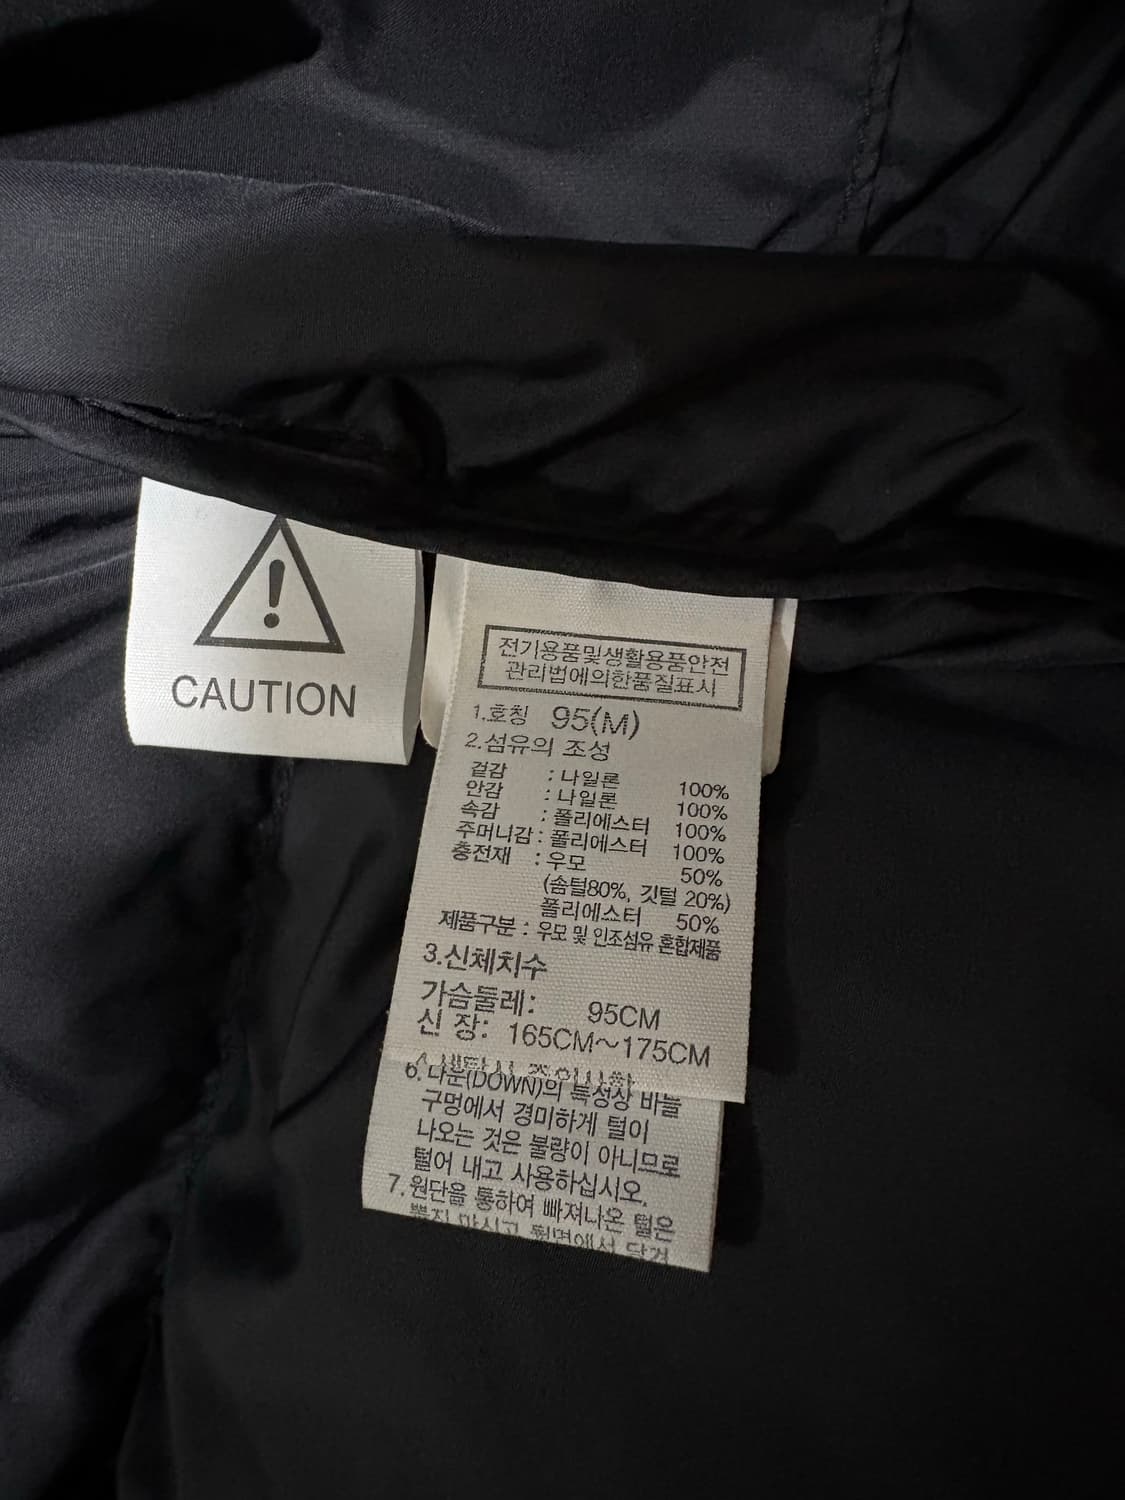 CAUTION
전기용품및생활용품안전
관리법에의한품질표시
1.호칭 95(M)
2.섬유의 조성
겉감 : 나일론 100%
안감 : 나일론 100%
속감 : 폴리에스터 100%
주머니감 : 폴리에스터 100%
충전재 : 우모 50%
(솜털80%, 깃털 20%)
폴리에스터 50%
제품구분 : 우모 및 인조섬유 혼합제품
3.신체치수
가슴둘레: 95CM
신 장: 165CM~175CM
6.다운(DOWN)의 특성상 바늘
구멍에서 경미하게 털이
나오는 것은 불량이 아니므로
털어 내고 사용하십시오.
7.원단을 통하여 빠져나온 털은